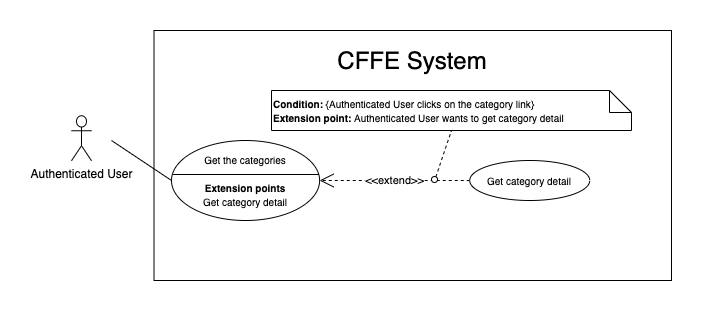 CFFE System
Condition: {Authenticated User clicks on the category link}
Extension point: Authenticated User wants to get category detail
Authenticated User
Get the categories
Extension points
Get category detail
<<extend>>
Get category detail